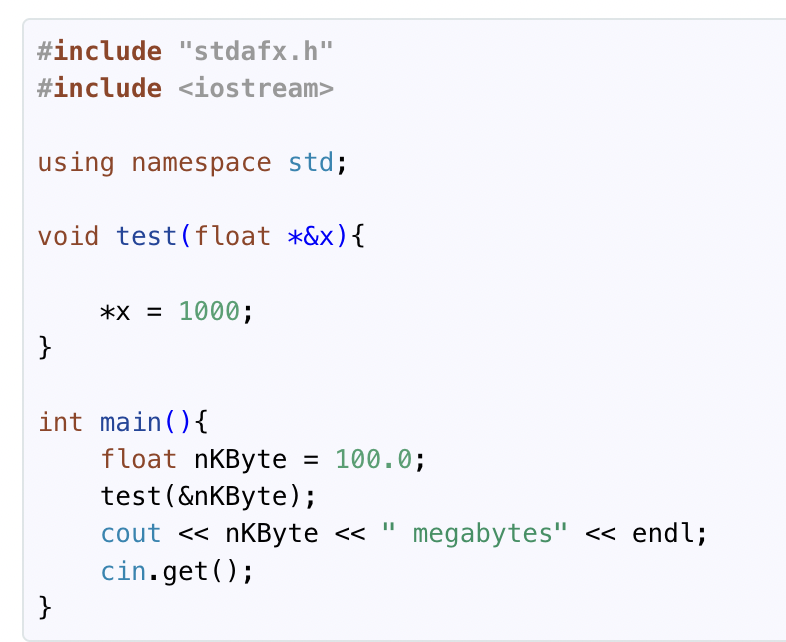 #include "stdafx.h"
#include <iostream>
using namespace std;
void test(float *&x){
    *x = 1000;
}
int main(){
    float nKByte = 100.0;
    test(&nKByte);
    cout << nKByte << " megabytes" << endl;
    cin.get();
}